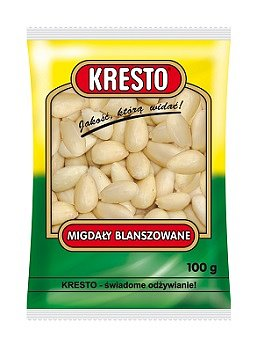 KRESTO
Jakość, którą widać!
MIGDAŁY BLANSZOWANE
100 g
KRESTO - świadome odżywianie!